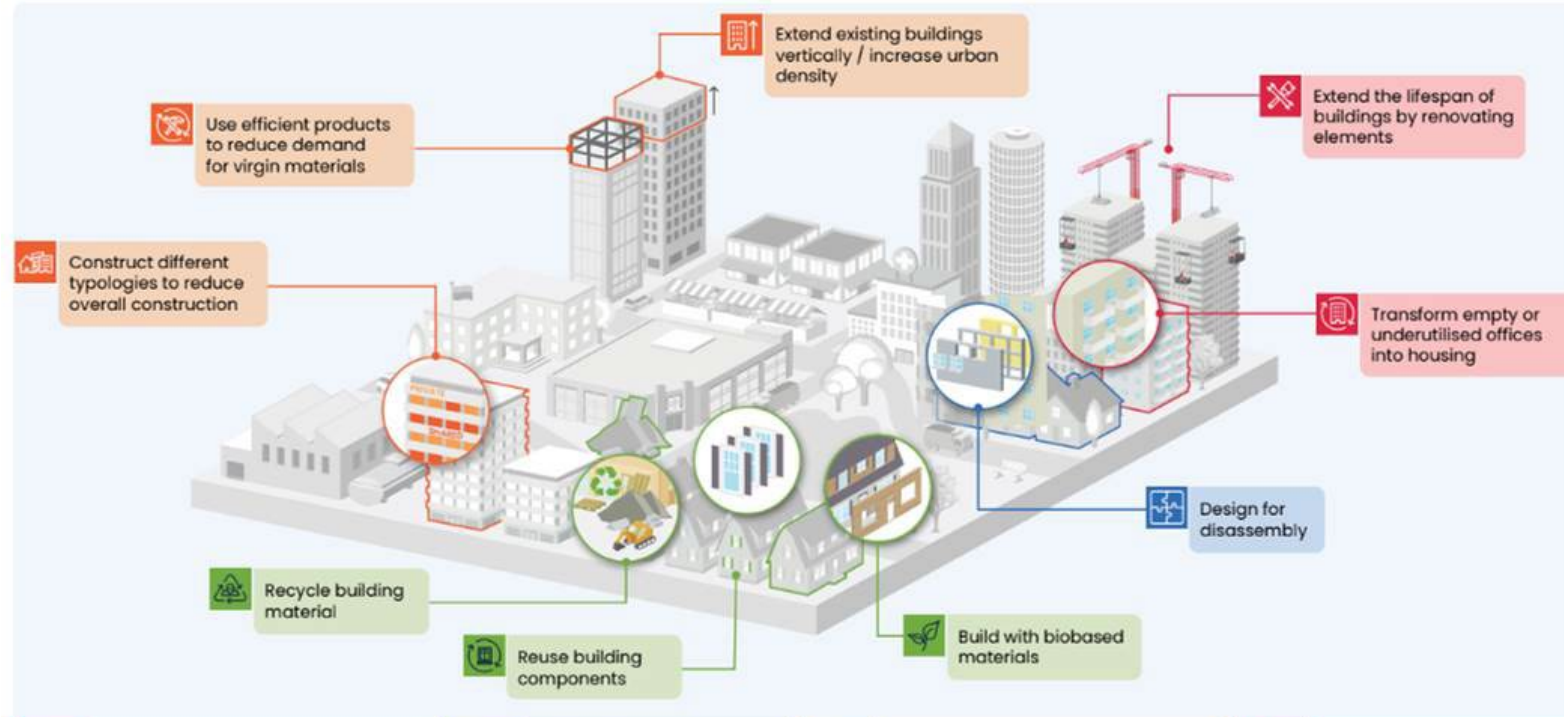 Extend existing buildings
vertically / increase urban
density
Use efficient products
to reduce demand
for virgin materials
Extend the lifespan of
buildings by renovating
elements
Construct different
typologies to reduce
overall construction
Transform empty or
underutilised offices
into housing
PRIVATE
SHARED
Design for
disassembly
Recycle building
material
Build with biobased
materials
Reuse building
components